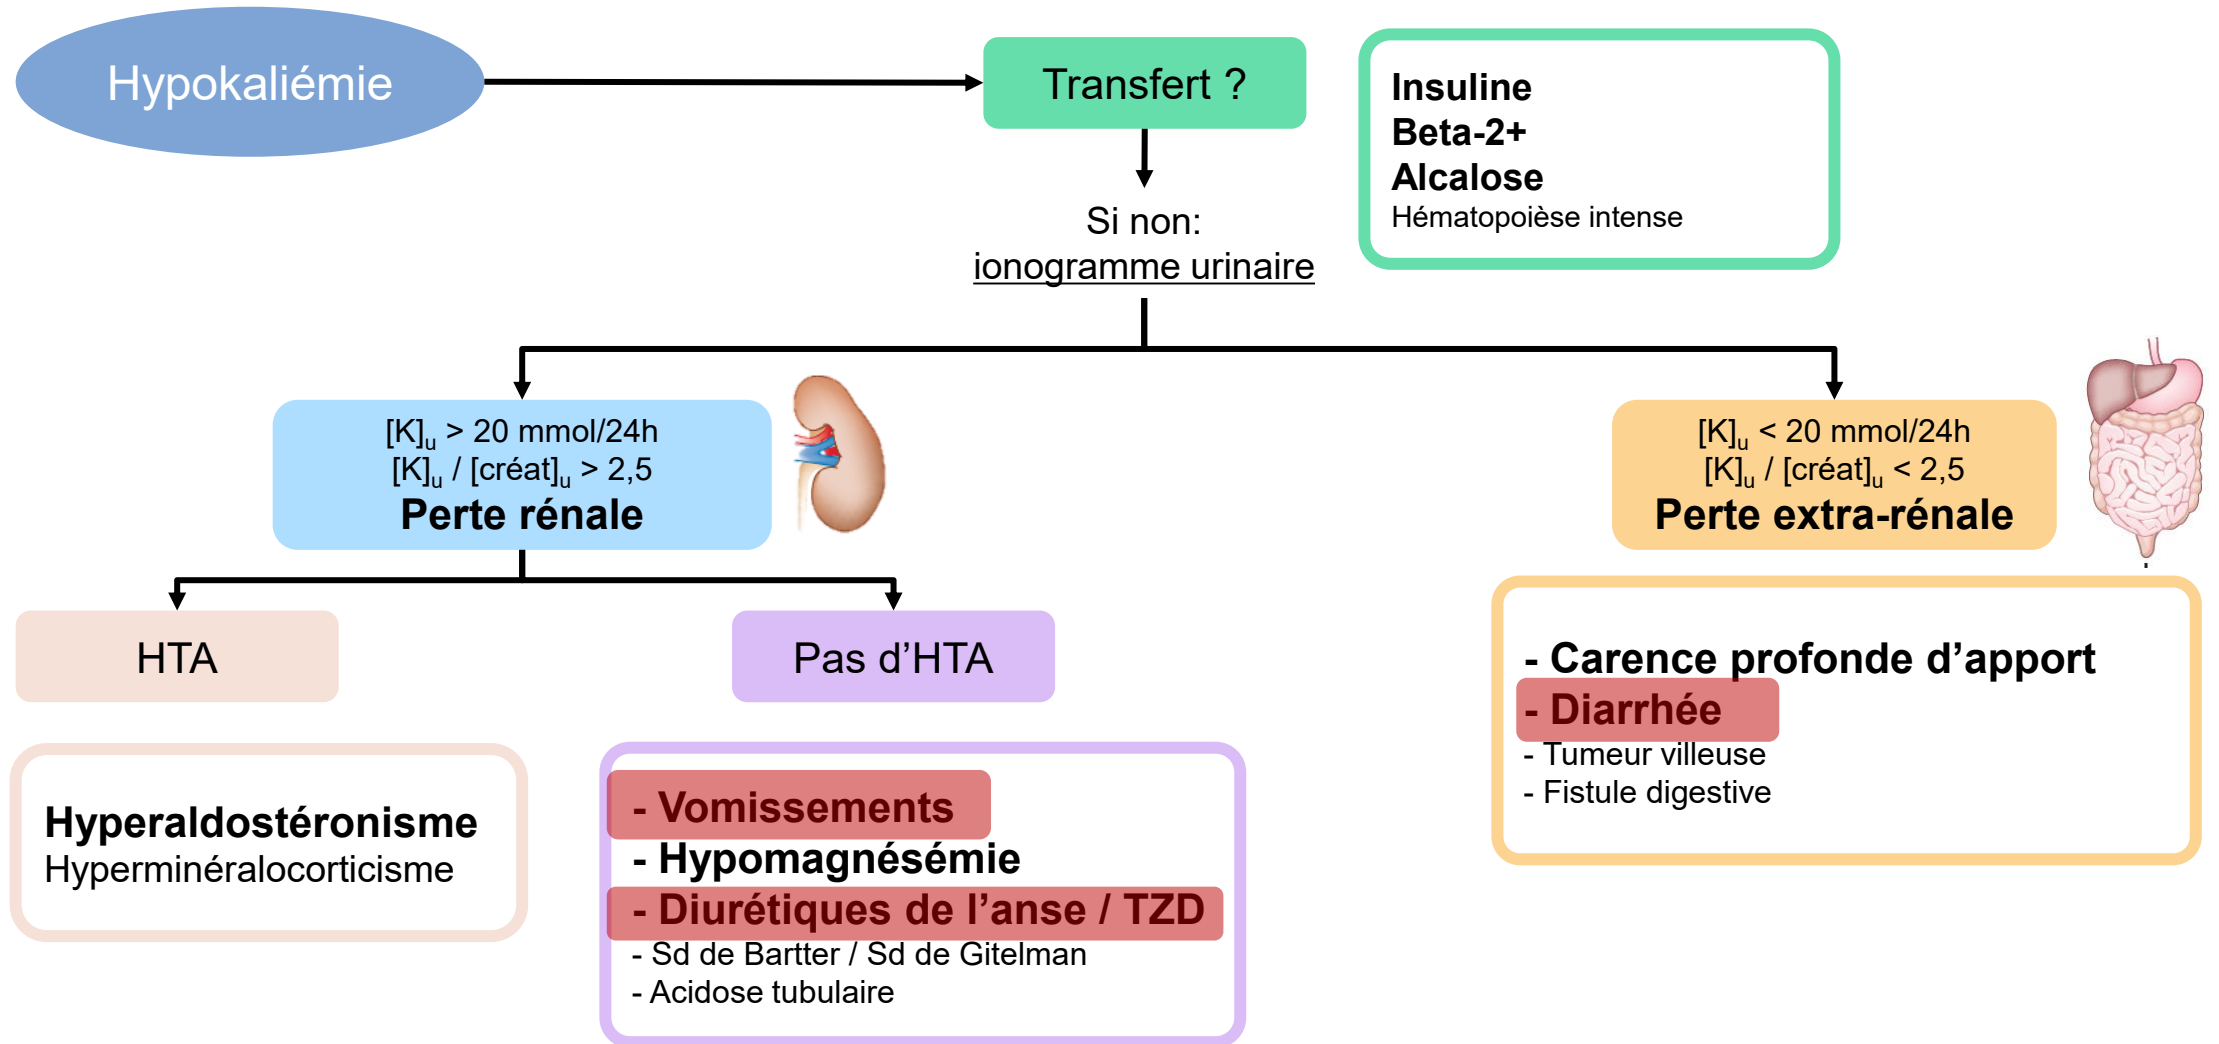 Hypokaliémie
Transfert ?
Insuline
Beta-2+
Alcalose
Hématopoièse intense
Si non:
ionogramme urinaire
[K]u > 20 mmol/24h
[K]u / [créat]u > 2,5
Perte rénale
[K]u < 20 mmol/24h
[K]u / [créat]u < 2,5
Perte extra-rénale
HTA
Pas d’HTA
- Carence profonde d’apport
- Diarrhée
- Tumeur villeuse
- Fistule digestive
Hyperaldostéronisme
Hyperminéralocorticisme
- Vomissements
- Hypomagnésémie
- Diurétiques de l’anse / TZD
- Sd de Bartter / Sd de Gitelman
- Acidose tubulaire